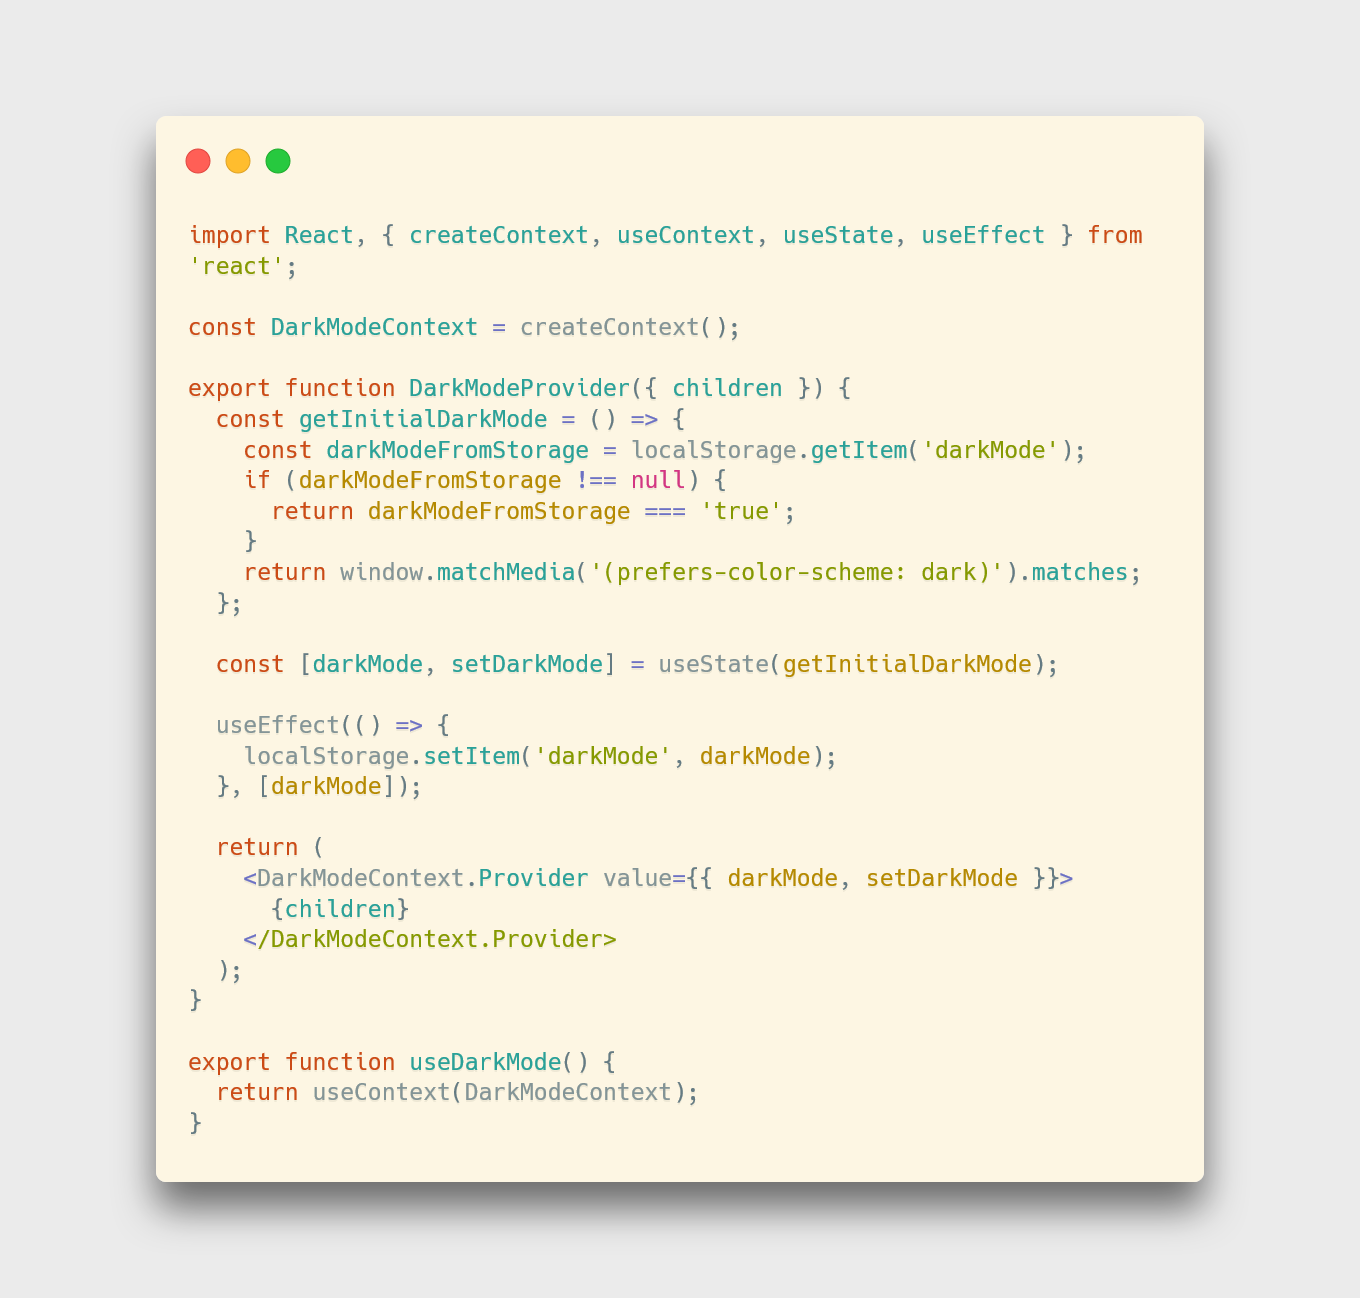 import React, { createContext, useContext, useState, useEffect } from
'react';

const DarkModeContext = createContext();

export function DarkModeProvider({ children }) {
  const getInitialDarkMode = () => {
    const darkModeFromStorage = localStorage.getItem('darkMode');
    if (darkModeFromStorage !== null) {
      return darkModeFromStorage === 'true';
    }
    return window.matchMedia('(prefers-color-scheme: dark)').matches;
  };

  const [darkMode, setDarkMode] = useState(getInitialDarkMode);

  useEffect(() => {
    localStorage.setItem('darkMode', darkMode);
  }, [darkMode]);

  return (
    <DarkModeContext.Provider value={{ darkMode, setDarkMode }}>
      {children}
    </DarkModeContext.Provider>
  );
}

export function useDarkMode() {
  return useContext(DarkModeContext);
}